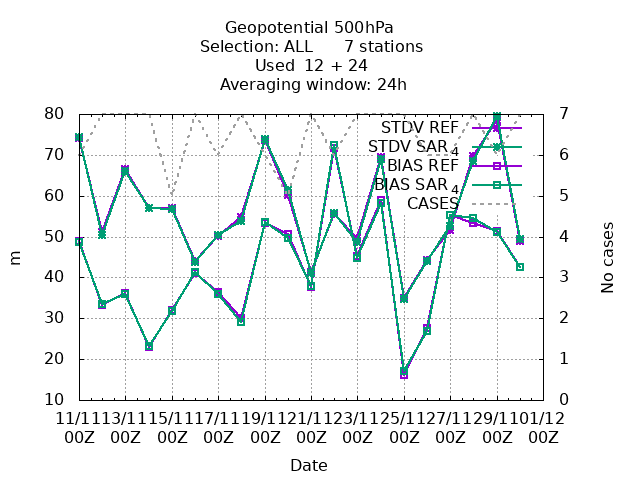 Geopotential 500hPa
Selection: ALL 7 stations
Used 12 + 24
Averaging window: 24h
80
70
60
50
40
30
20
10
m
7
6
5
4
3
2
1
0
No cases
STDV REF
STDV SAR_4
BIAS REF
BIAS SAR_4
CASES
11/11 13/11 15/11 17/11 19/11 21/11 23/11 25/11 27/11 29/11 01/12
00Z 00Z 00Z 00Z 00Z 00Z 00Z 00Z 00Z 00Z 00Z
Date